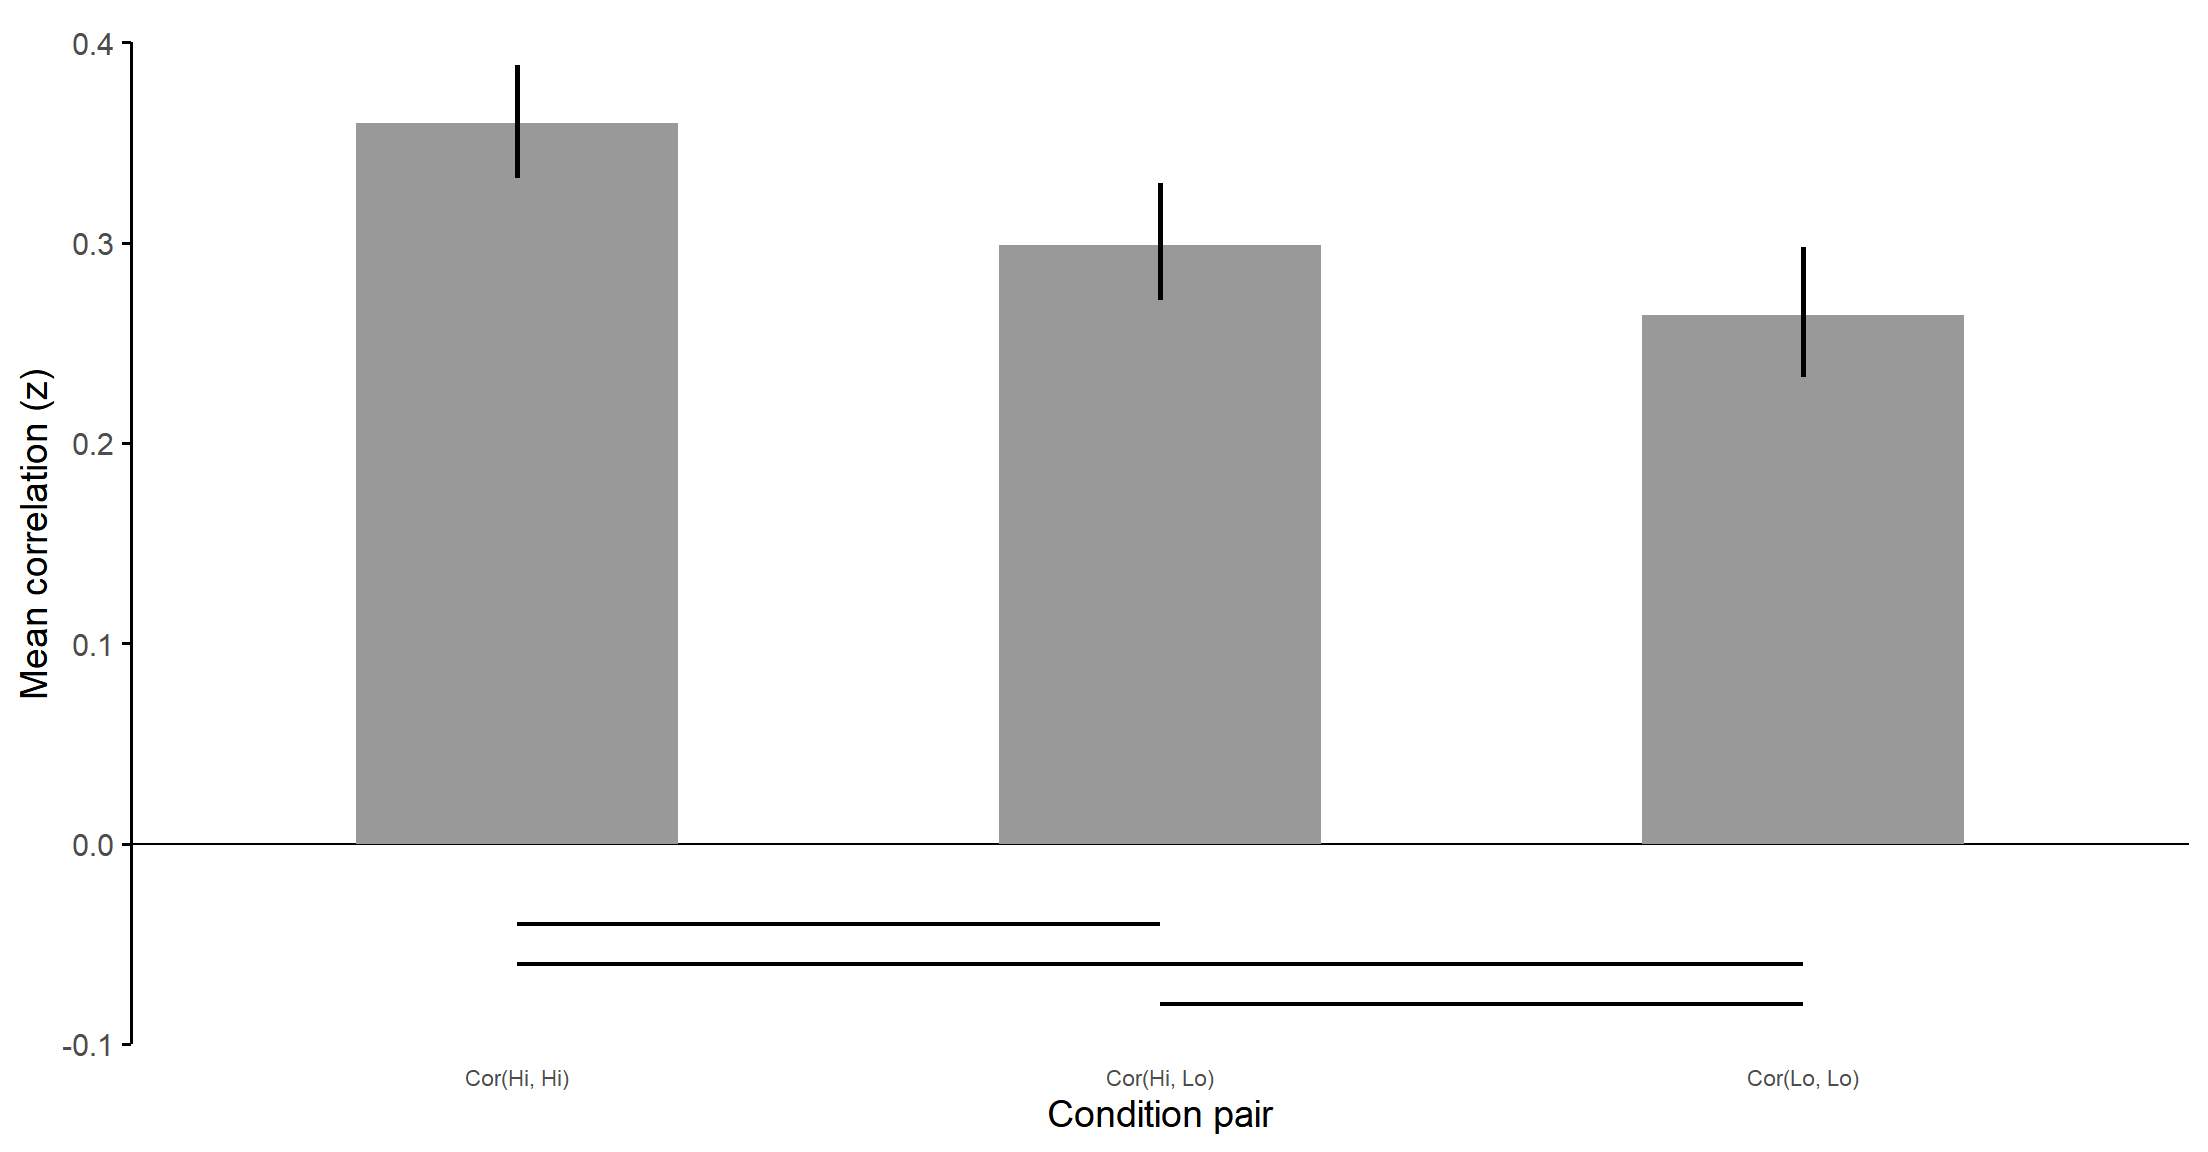 0.4
0.3
0.2
0.1
0.0
-0.1
Mean correlation (z)
Cor(Hi, Hi)
Cor(Hi, Lo)
Cor(Lo, Lo)
Condition pair